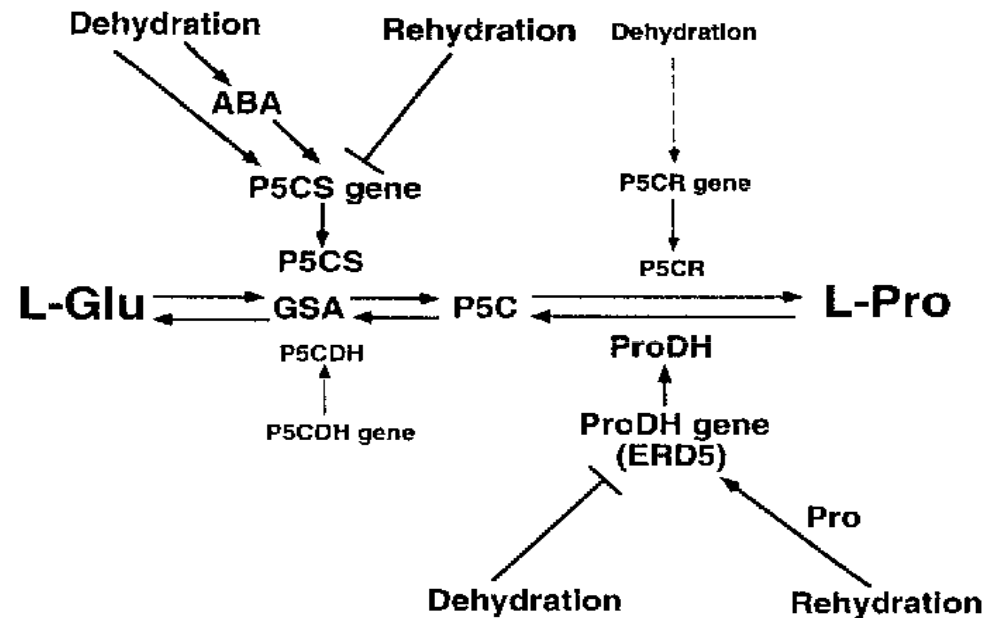 Dehydration
Rehydration
Dehydration
ABA
P5CS gene
P5CR gene
P5CS
P5CR
L-Glu
GSA
P5C
L-Pro
P5CDH
ProDH
P5CDH gene
ProDH gene
(ERD5)
Pro
Dehydration
Rehydration